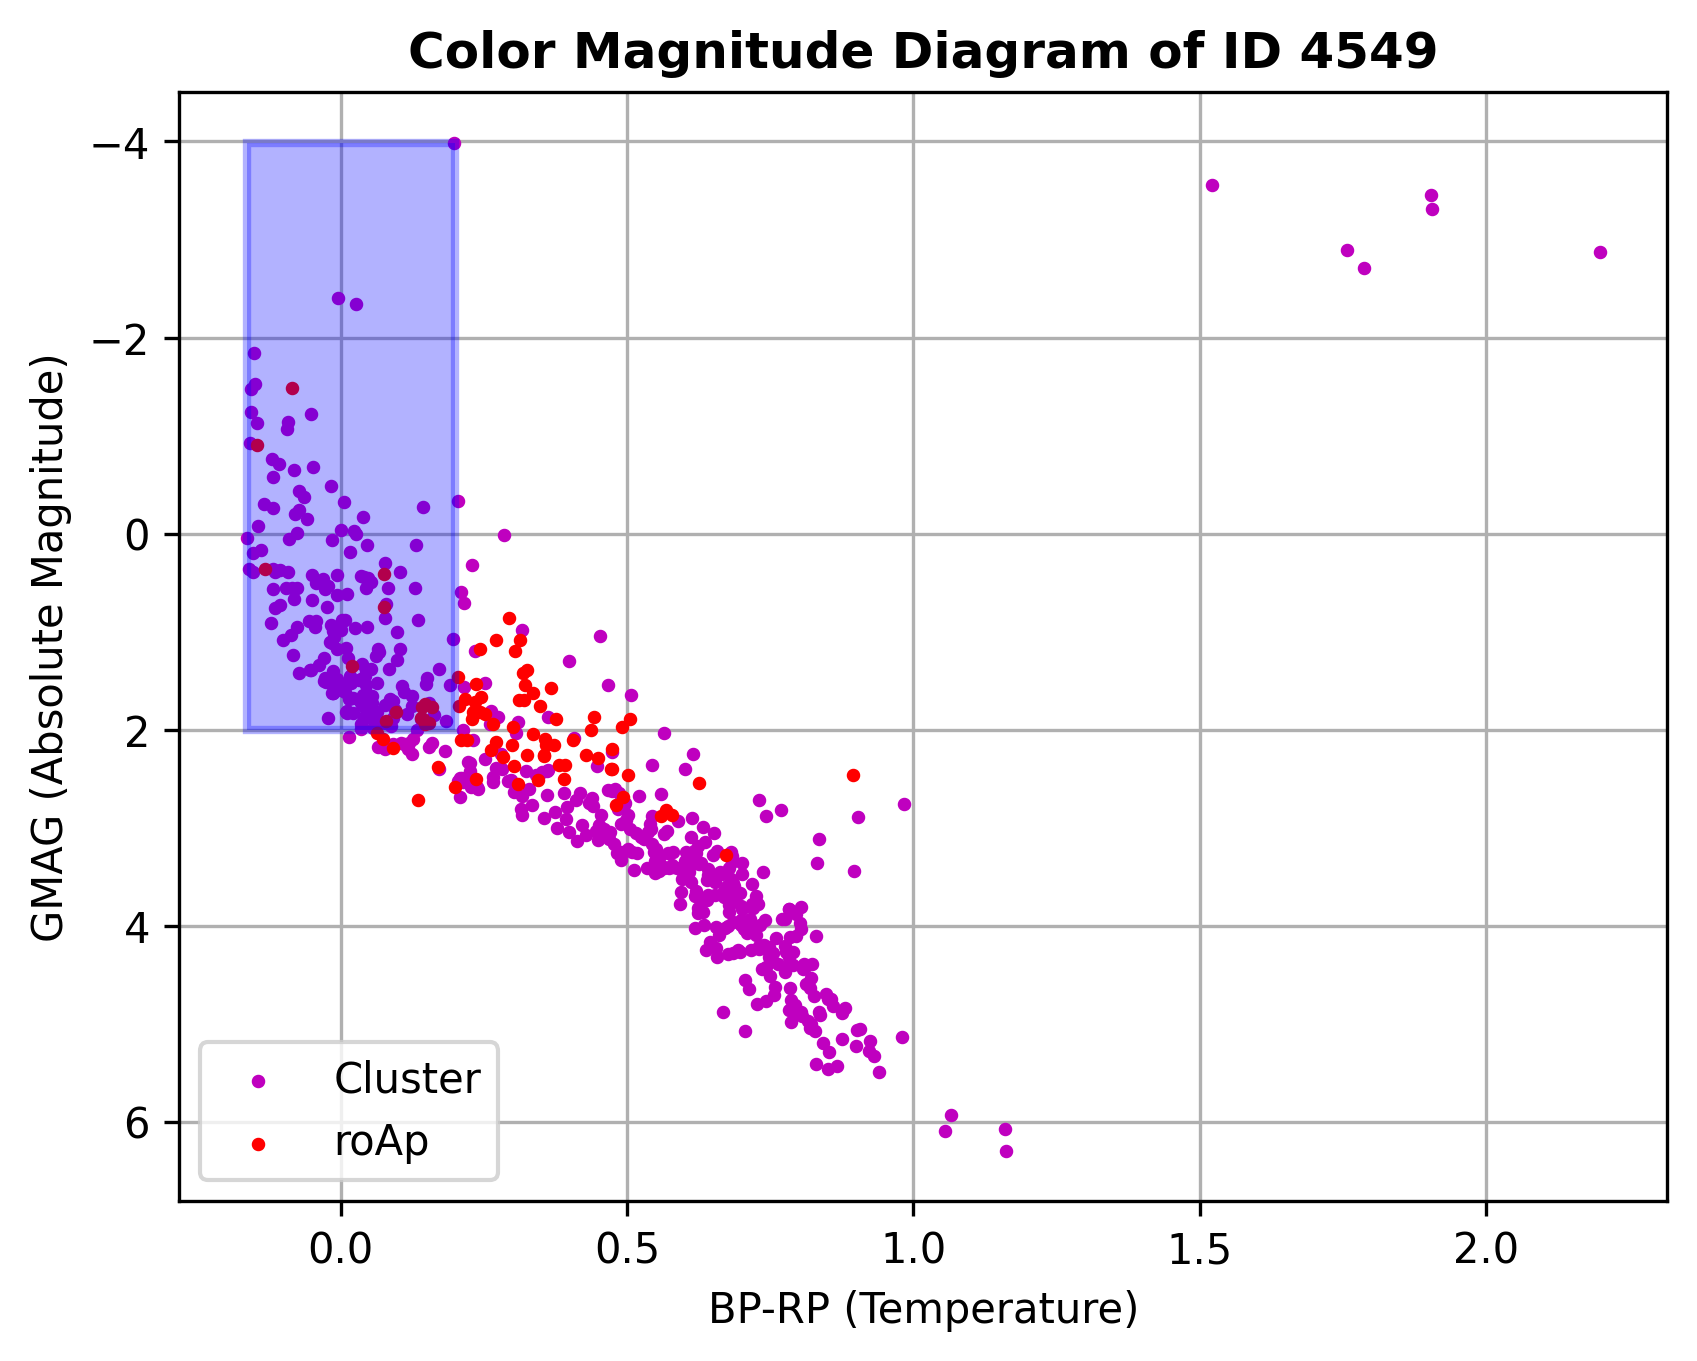 Color Magnitude Diagram of ID 4549
−4
−2
0
2
4
6
GMAG (Absolute Magnitude)
Cluster
roAp
0.0 0.5 1.0 1.5 2.0
BP-RP (Temperature)